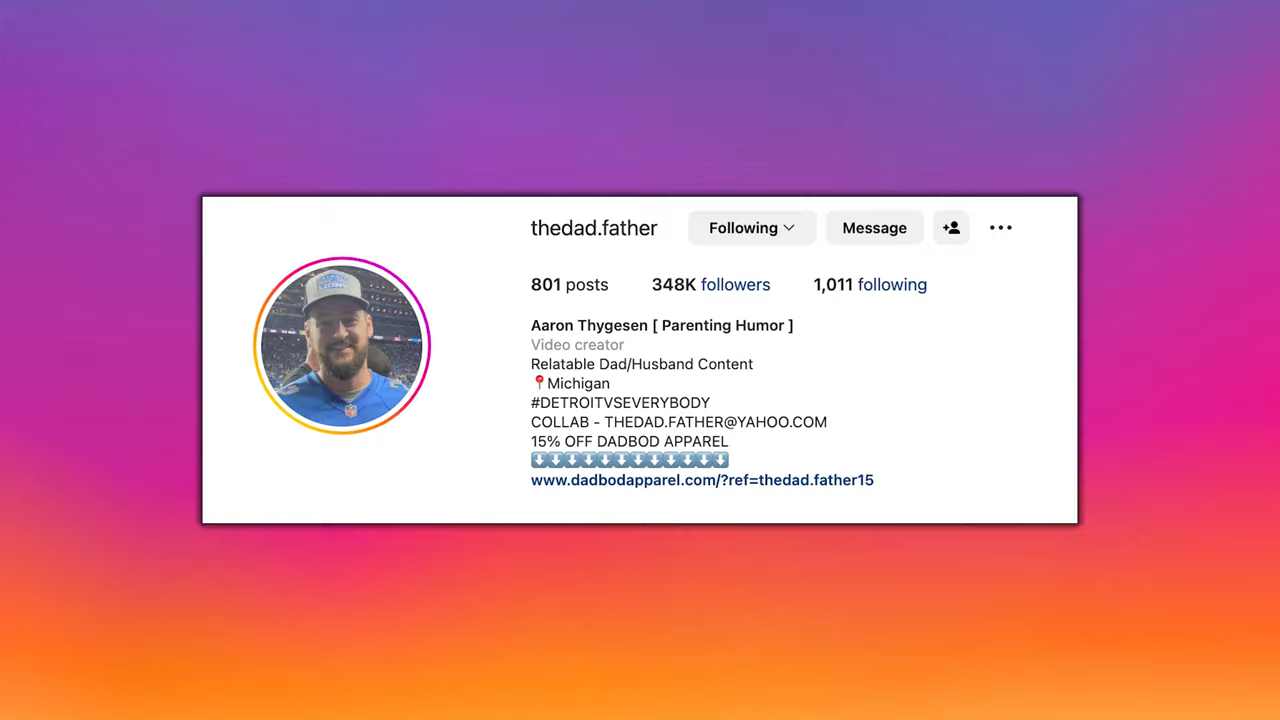 thedad.father Following Message
801 posts 348K followers 1,011 following
Aaron Thygesen [ Parenting Humor ]
Video creator
Relatable Dad/Husband Content
📍Michigan
#DETROITVSEVERYBODY
COLLAB - THEDAD.FATHER@YAHOO.COM
15% OFF DADBOD APPAREL
⬇️⬇️⬇️⬇️⬇️⬇️⬇️⬇️⬇️⬇️⬇️⬇️
www.dadbodapparel.com/?ref=thedad.father15
LIONS